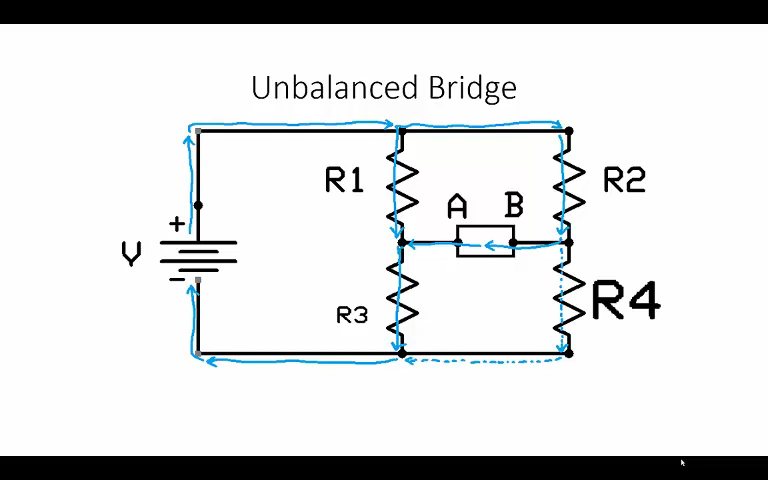 Unbalanced Bridge
R1
R2
A
B
+
V
−
R3
R4